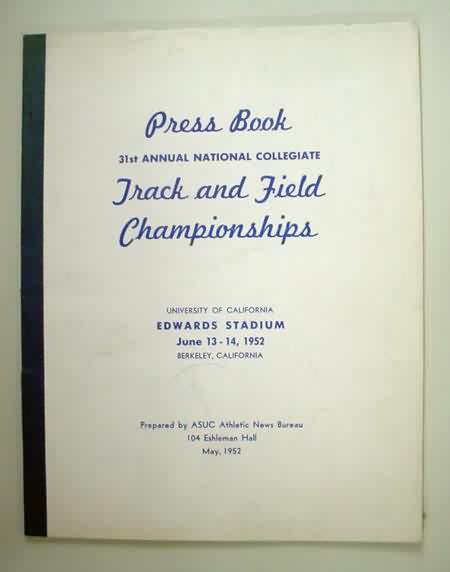 Press Book
31st ANNUAL NATIONAL COLLEGIATE
Track and Field
Championships
UNIVERSITY OF CALIFORNIA
EDWARDS STADIUM
June 13-14, 1952
BERKELEY, CALIFORNIA
Prepared by ASUC Athletic News Bureau
104 Eshleman Hall
May, 1952